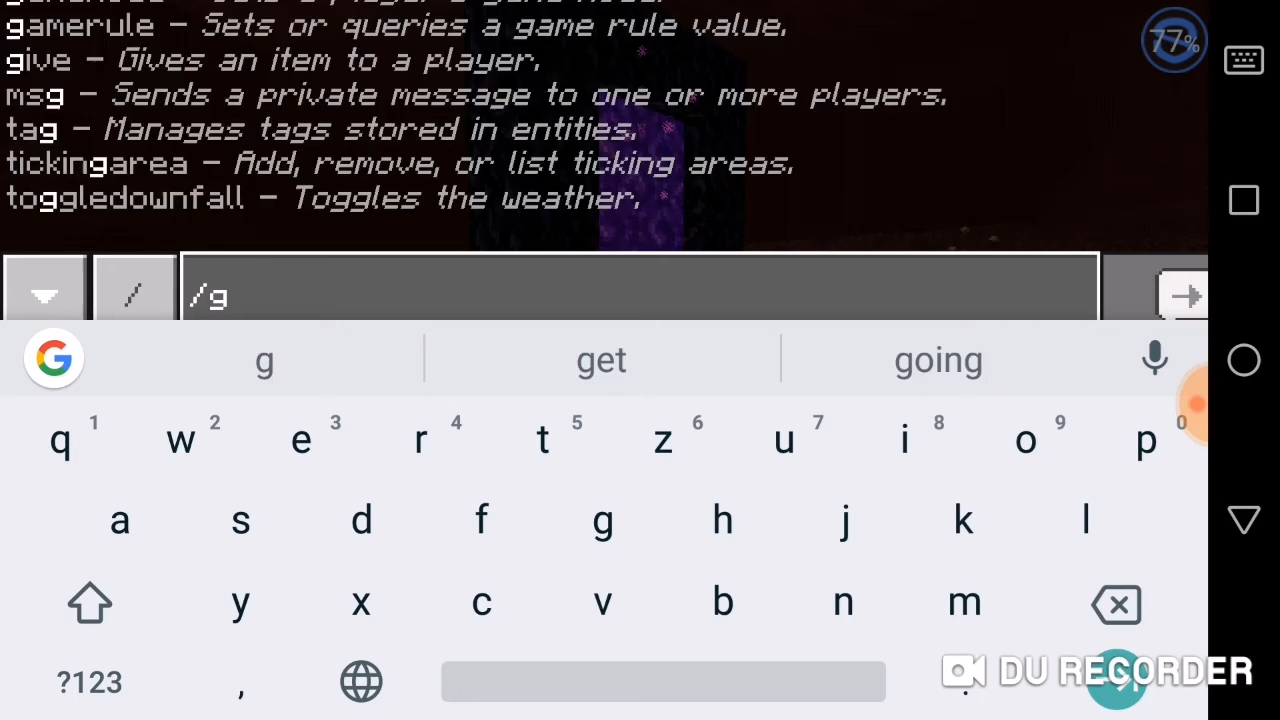 gamerule – Sets or queries a game rule value.
77%
give – Gives an item to a player.
msg – Sends a private message to one or more players.
tag – Manages tags stored in entities.
tickingarea – Add, remove, or list ticking areas.
toggledownfall – Toggles the weather.
/ /g
G g get going
q 1 w 2 e 3 r 4 t 5 z 6 u 7 i 8 o 9 p 0
a s d f g h j k l
y x c v b n m
?123 , .
DU RECORDER